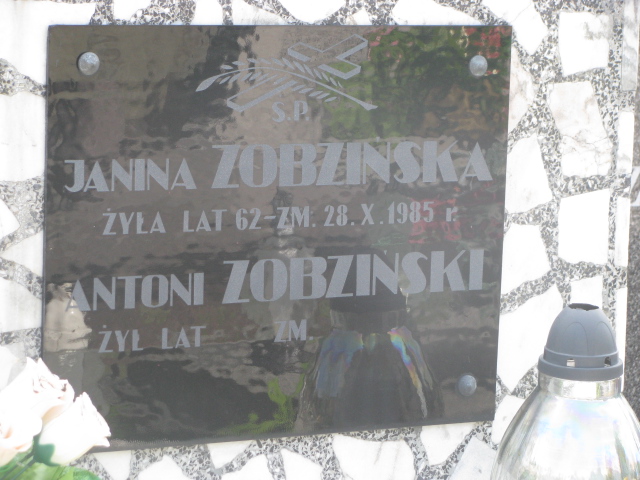 S.P.
JANINA ZOBZINSKA
ŻYŁA LAT 62-ZM. 28.X.1985 r.
ANTONI ZOBZINSKI
ŻYŁ LAT ZM.